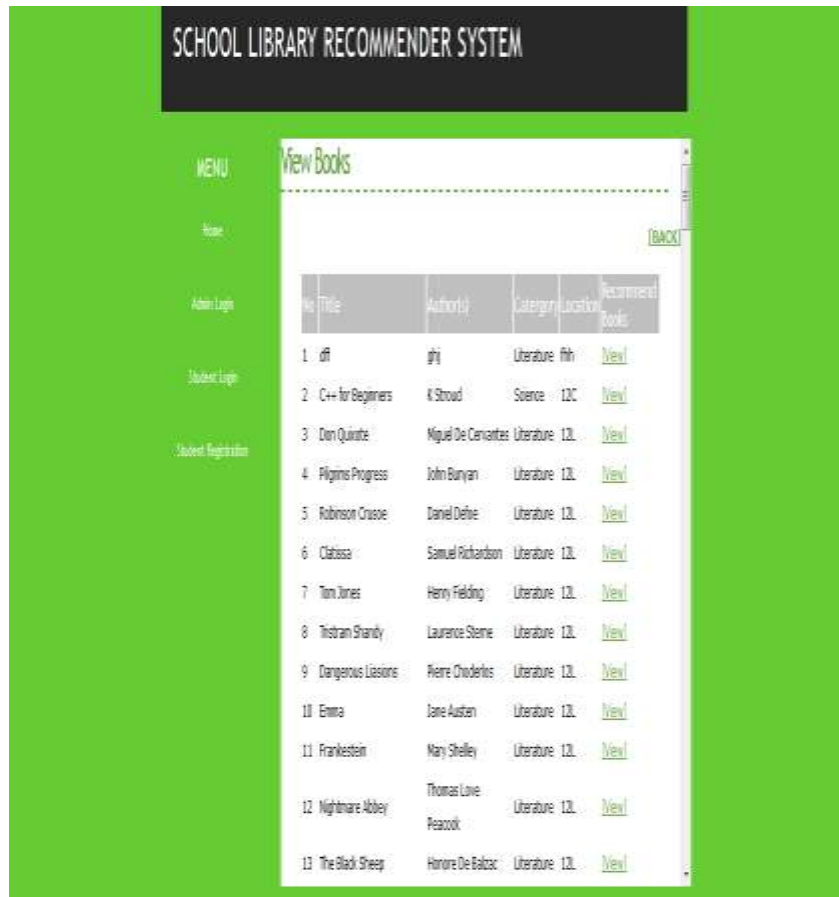 SCHOOL LIBRARY RECOMMENDER SYSTEM
MENU
Home
Admin Login
Student Login
Student Registration
View Books
[BACK]
No Title Author(s) Catergory Location Recommend
Books
1 dff ghj Literature fhh [View]
2 C++ for Beginners K Stroud Science 12C [View]
3 Don Quixote Miguel De Cervantes Literature 12L [View]
4 Pilgrims Progress John Bunyan Literature 12L [View]
5 Robinson Crusoe Daniel Defoe Literature 12L [View]
6 Clatissa Samuel Richardson Literature 12L [View]
7 Tom Jones Henry Fielding Literature 12L [View]
8 Tristram Shandy Laurence Sterne Literature 12L [View]
9 Dangerous Liasions Pierre Choderlos Literature 12L [View]
10 Emma Jane Austen Literature 12L [View]
11 Frankestein Mary Shelley Literature 12L [View]
12 Nightmare Abbey Thomas Love
Peacock Literature 12L [View]
13 The Black Sheep Honore De Balzac Literature 12L [View]